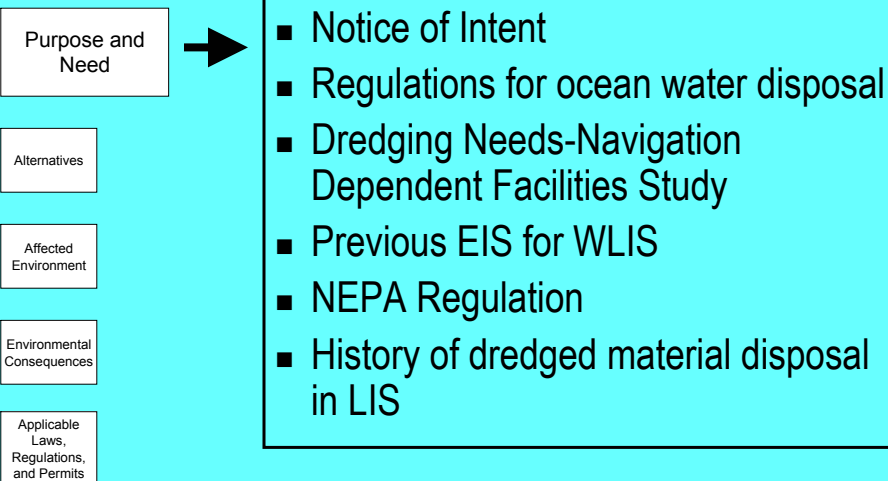 Purpose and
Need
■ Notice of Intent
■ Regulations for ocean water disposal
■ Dredging Needs-Navigation
Dependent Facilities Study
■ Previous EIS for WLIS
■ NEPA Regulation
■ History of dredged material disposal
in LIS
Alternatives
Affected
Environment
Environmental
Consequences
Applicable
Laws,
Regulations,
and Permits